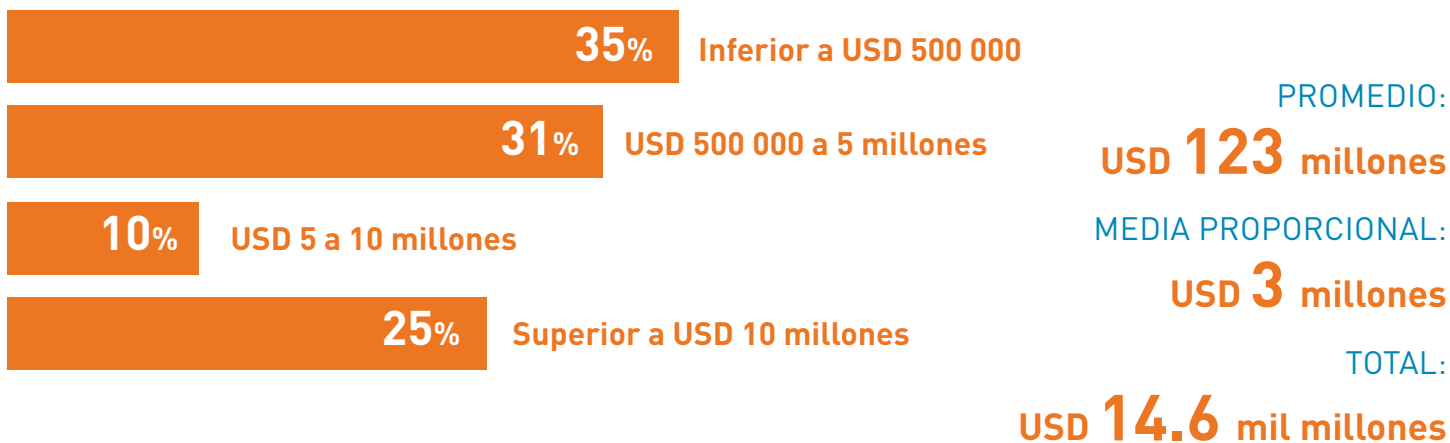 35% Inferior a USD 500 000
31% USD 500 000 a 5 millones
10% USD 5 a 10 millones
25% Superior a USD 10 millones
PROMEDIO:
USD 123 millones
MEDIA PROPORCIONAL:
USD 3 millones
TOTAL:
USD 14.6 mil millones